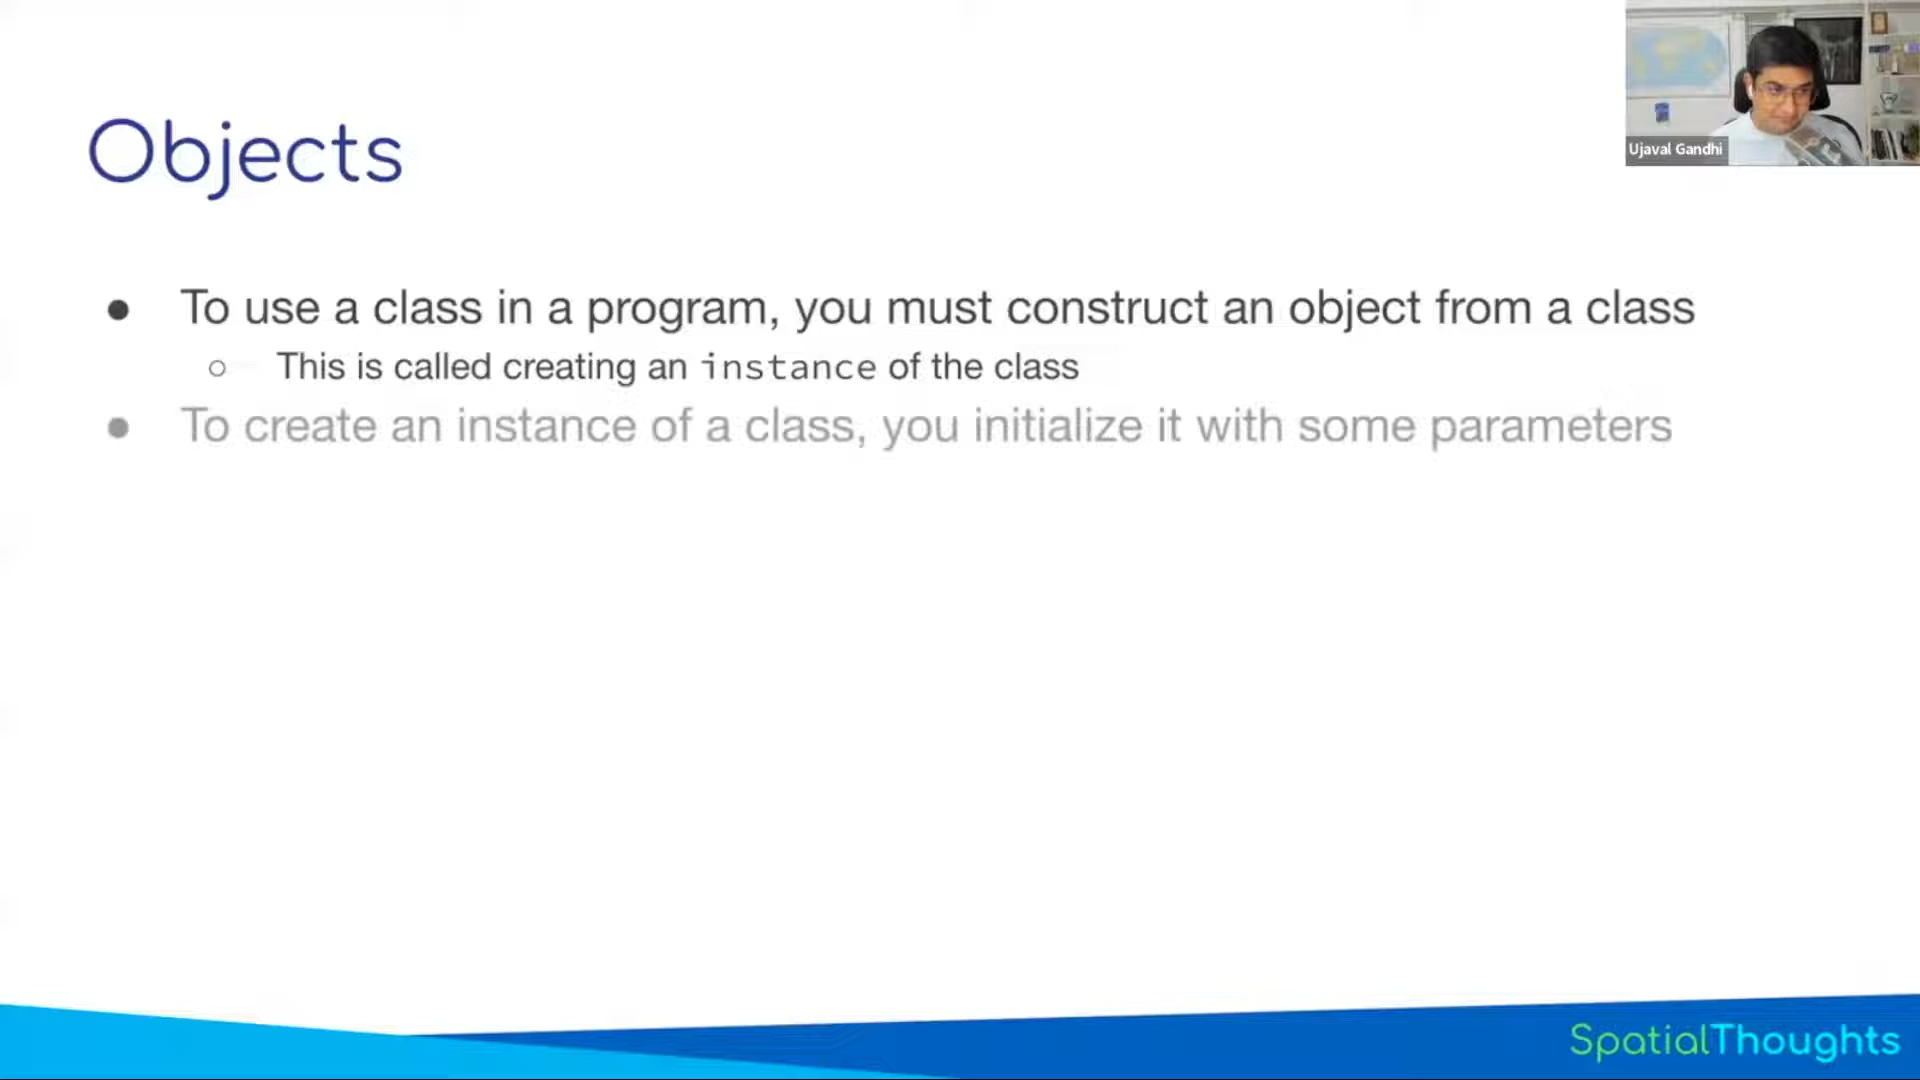 Ujaval Gandhi
Objects
● To use a class in a program, you must construct an object from a class
○ This is called creating an instance of the class
● To create an instance of a class, you initialize it with some parameters
SpatialThoughts